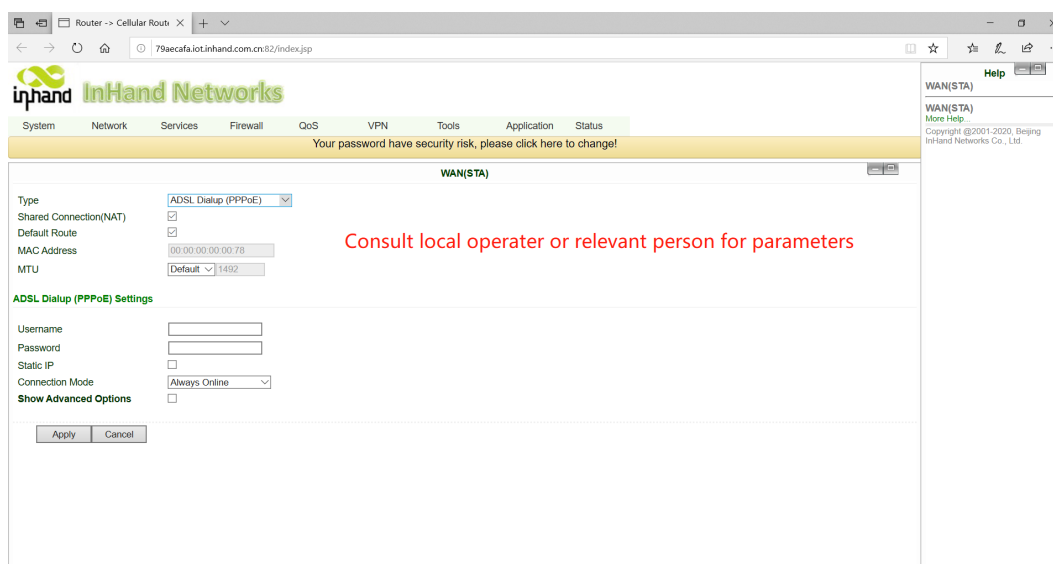 Router -> Cellular Route
79aecafa.iot.inhand.com.cn:82/index.jsp
inhand InHand Networks
System Network Services Firewall QoS VPN Tools Application Status
Your password have security risk, please click here to change!
WAN(STA)
Type ADSL Dialup (PPPoE)
Shared Connection(NAT)
Default Route
MAC Address 00:00:00:00:00:78
MTU Default 1492
Consult local operater or relevant person for parameters
ADSL Dialup (PPPoE) Settings
Username
Password
Static IP
Connection Mode Always Online
Show Advanced Options
Apply Cancel
Help
WAN(STA)
WAN(STA)
More Help...
Copyright @2001-2020, Beijing
InHand Networks Co., Ltd.